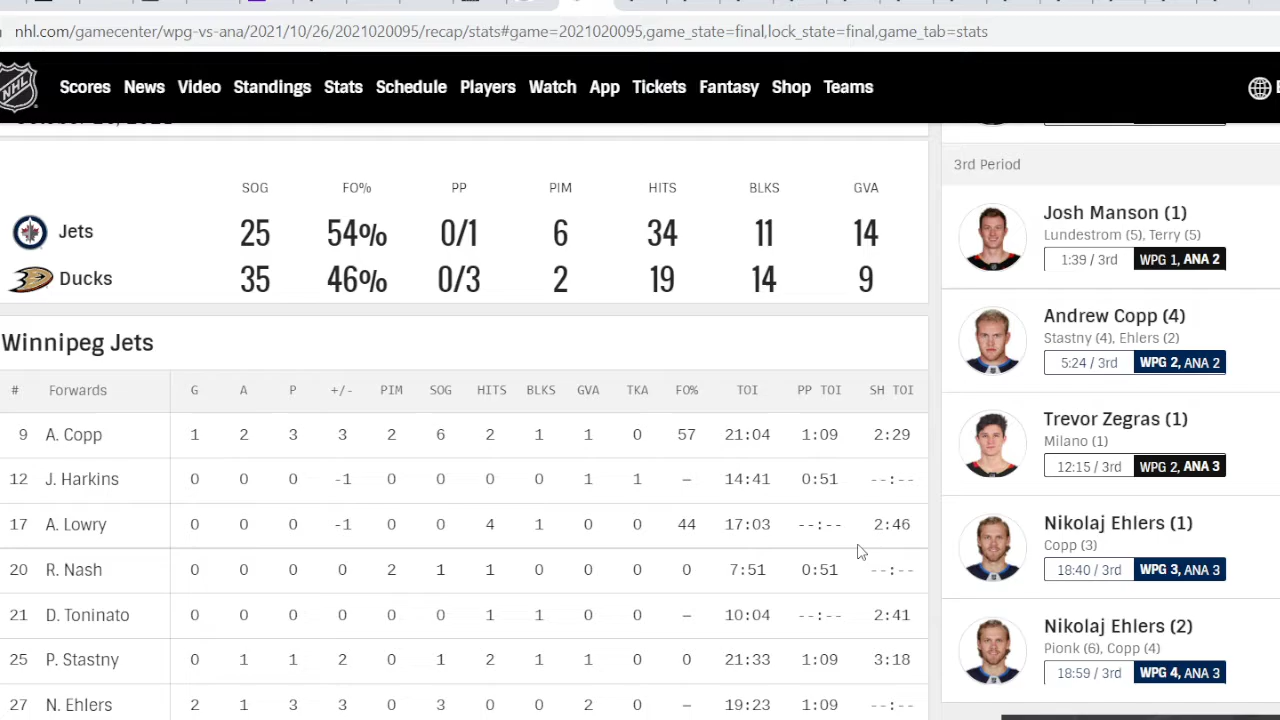 nhl.com/gamecenter/wpg-vs-ana/2021/10/26/2021020095/recap/stats#game=2021020095,game_state=final,lock_state=final,game_tab=stats
NHL Scores News Video Standings Stats Schedule Players Watch App Tickets Fantasy Shop Teams
SOG FO% PP PIM HITS BLKS GVA
Jets 25 54% 0/1 6 34 11 14
Ducks 35 46% 0/3 2 19 14 9
Winnipeg Jets
# Forwards G A P +/- PIM SOG HITS BLKS GVA TKA FO% TOI PP TOI SH TOI
9 A. Copp 1 2 3 3 2 6 2 1 1 0 57 21:04 1:09 2:29
12 J. Harkins 0 0 0 -1 0 0 0 0 1 1 – 14:41 0:51 --:--
17 A. Lowry 0 0 0 -1 0 0 4 1 0 0 44 17:03 --:-- 2:46
20 R. Nash 0 0 0 0 2 1 1 0 0 0 0 7:51 0:51 --:--
21 D. Toninato 0 0 0 0 0 0 1 1 0 0 – 10:04 --:-- 2:41
25 P. Stastny 0 1 1 2 0 1 2 1 1 0 0 21:33 1:09 3:18
27 N. Ehlers 2 1 3 3 0 3 0 0 2 0 – 19:23 1:09 --:--
3rd Period
Josh Manson (1)
Lundestrom (5), Terry (5)
1:39 / 3rd WPG 1, ANA 2
Andrew Copp (4)
Stastny (4), Ehlers (2)
5:24 / 3rd WPG 2, ANA 2
Trevor Zegras (1)
Milano (1)
12:15 / 3rd WPG 2, ANA 3
Nikolaj Ehlers (1)
Copp (3)
18:40 / 3rd WPG 3, ANA 3
Nikolaj Ehlers (2)
Pionk (6), Copp (4)
18:59 / 3rd WPG 4, ANA 3